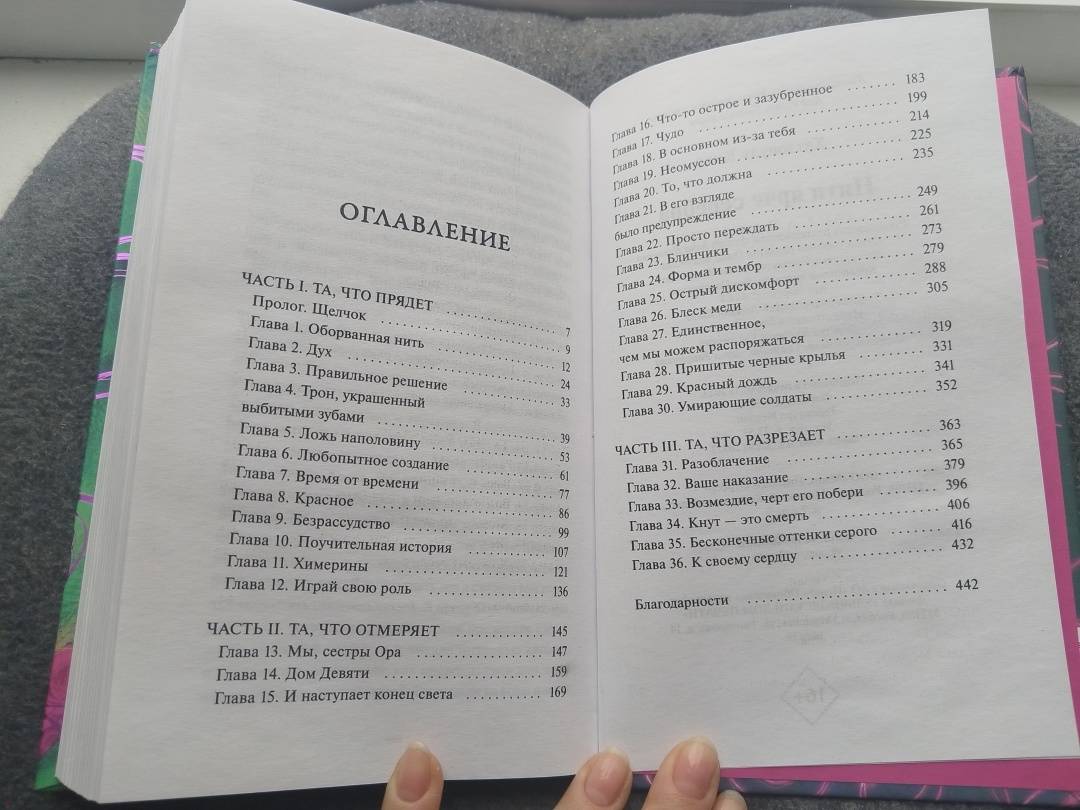 ОГЛАВЛЕНИЕ
ЧАСТЬ I. ТА, ЧТО ПРЯДЕТ . . . . . . . . . . . . . 7
Пролог. Щелчок . . . . . . . . . . . . . . . . . . . . 9
Глава 1. Оборванная нить . . . . . . . . . . . . . . 12
Глава 2. Дух . . . . . . . . . . . . . . . . . . . . . . . 24
Глава 3. Правильное решение . . . . . . . . . . . . 33
Глава 4. Трон, украшенный
выбитыми зубами . . . . . . . . . . . . . . . . . . . 39
Глава 5. Ложь наполовину . . . . . . . . . . . . . . 53
Глава 6. Любопытное создание . . . . . . . . . . . 61
Глава 7. Время от времени . . . . . . . . . . . . . . 77
Глава 8. Красное . . . . . . . . . . . . . . . . . . . . 86
Глава 9. Безрассудство . . . . . . . . . . . . . . . . 99
Глава 10. Поучительная история . . . . . . . . . . 107
Глава 11. Химерины . . . . . . . . . . . . . . . . . . 121
Глава 12. Играй свою роль . . . . . . . . . . . . . . 136
ЧАСТЬ II. ТА, ЧТО ОТМЕРЯЕТ . . . . . . . . . . . 145
Глава 13. Мы, сестры Ора . . . . . . . . . . . . . . 147
Глава 14. Дом Девяти . . . . . . . . . . . . . . . . . 159
Глава 15. И наступает конец света . . . . . . . . . 169
Глава 16. Что-то острое и зазубренное . . . . . . . 183
Глава 17. Чудо . . . . . . . . . . . . . . . . . . . . . 199
Глава 18. В основном из-за тебя . . . . . . . . . . 214
Глава 19. Неомуссон . . . . . . . . . . . . . . . . . 225
Глава 20. То, что должна . . . . . . . . . . . . . . 235
Глава 21. В его взгляде
было предупреждение . . . . . . . . . . . . . . . . 249
Глава 22. Просто переждать . . . . . . . . . . . . . 261
Глава 23. Блинчики . . . . . . . . . . . . . . . . . . 273
Глава 24. Форма и тембр . . . . . . . . . . . . . . . 279
Глава 25. Острый дискомфорт . . . . . . . . . . . . 288
Глава 26. Блеск меди . . . . . . . . . . . . . . . . . 305
Глава 27. Единственное,
чем мы можем распоряжаться . . . . . . . . . . . . 319
Глава 28. Пришитые черные крылья . . . . . . . . 331
Глава 29. Красный дождь . . . . . . . . . . . . . . . 341
Глава 30. Умирающие солдаты . . . . . . . . . . . . 352
ЧАСТЬ III. ТА, ЧТО РАЗРЕЗАЕТ . . . . . . . . . . 363
Глава 31. Разоблачение . . . . . . . . . . . . . . . . 365
Глава 32. Ваше наказание . . . . . . . . . . . . . . 379
Глава 33. Возмездие, черт его побери . . . . . . . 396
Глава 34. Кнут — это смерть . . . . . . . . . . . . . 406
Глава 35. Бесконечные оттенки серого . . . . . . . 416
Глава 36. К своему сердцу . . . . . . . . . . . . . . 432
Благодарности . . . . . . . . . . . . . . . . . . . . . 442